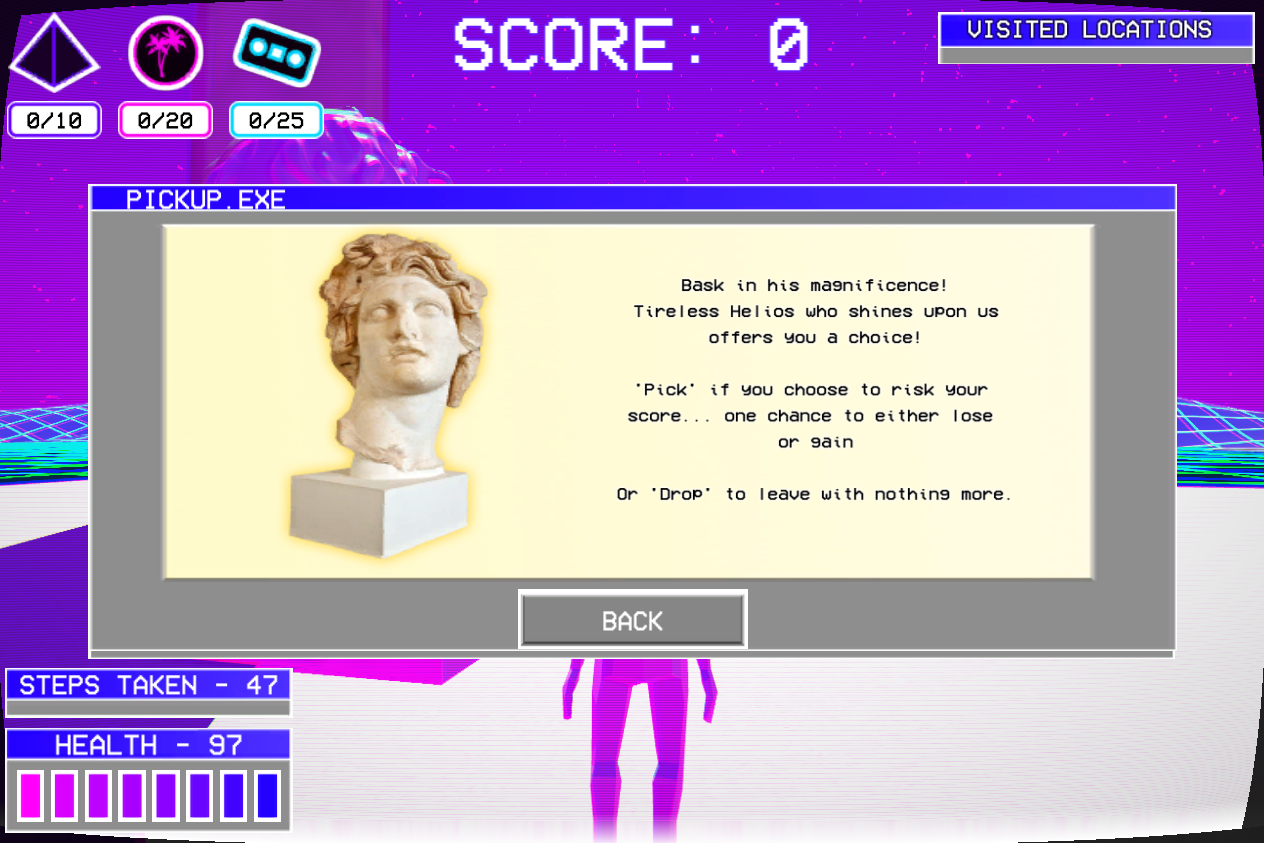 SCORE: 0
VISITED LOCATIONS
0/10 0/20 0/25
PICKUP.EXE
Bask in his magnificence!
Tireless Helios who shines upon us
offers you a choice!
'Pick' if you choose to risk your
score... one chance to either lose
or gain
Or 'Drop' to leave with nothing more.
BACK
STEPS TAKEN - 47
HEALTH - 97